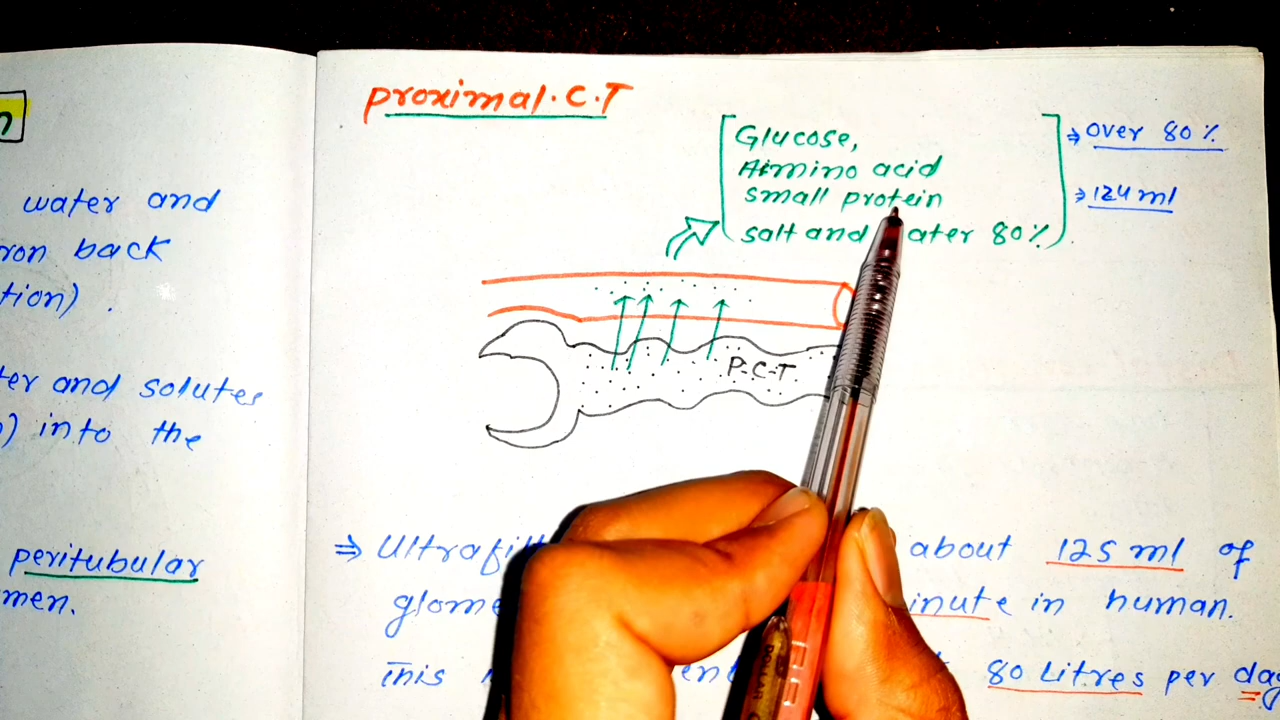 n
water and
ron back
tion) .
ter and solutes
) into the
peritubular
men.
proximal.C.T
Glucose,
Amino acid
small protein
salt and ater 80%
⇒ over 80%
⇒ 124 ml
P-C-T
⇒ Ultrafil about 125 ml of
glome inute in human.
This ent 80 Litres per day